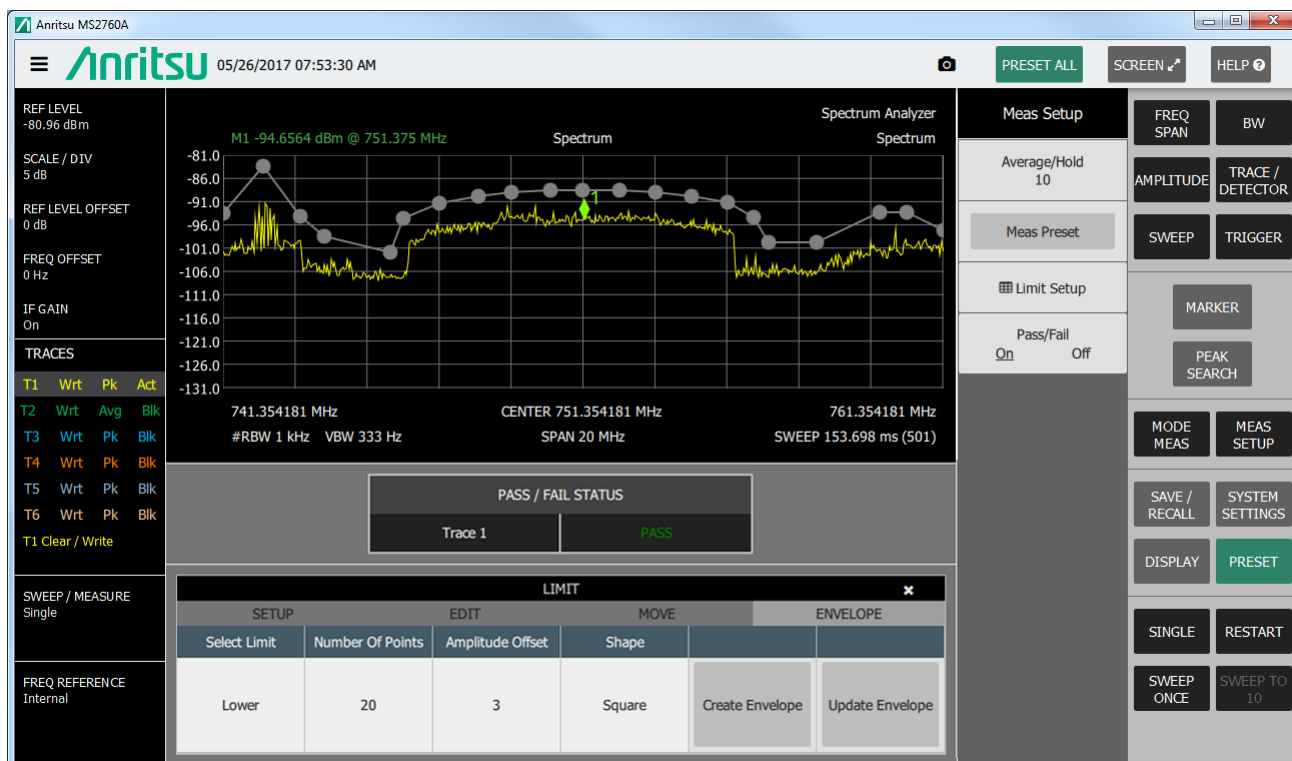 Anritsu MS2760A
Anritsu 05/26/2017 07:53:30 AM
PRESET ALL
SCREEN
HELP
REF LEVEL
-80.96 dBm
SCALE / DIV
5 dB
REF LEVEL OFFSET
0 dB
FREQ OFFSET
0 Hz
IF GAIN
On
TRACES
T1 Wrt Pk Act
T2 Wrt Avg Blk
T3 Wrt Pk Blk
T4 Wrt Pk Blk
T5 Wrt Pk Blk
T6 Wrt Pk Blk
T1 Clear / Write
SWEEP / MEASURE
Single
FREQ REFERENCE
Internal
Spectrum Analyzer
M1 -94.6564 dBm @ 751.375 MHz Spectrum Spectrum
-81.0
-86.0
-91.0
-96.0
-101.0
-106.0
-111.0
-116.0
-121.0
-126.0
-131.0
1
741.354181 MHz CENTER 751.354181 MHz 761.354181 MHz
#RBW 1 kHz VBW 333 Hz SPAN 20 MHz SWEEP 153.698 ms (501)
PASS / FAIL STATUS
Trace 1 PASS
LIMIT
SETUP EDIT MOVE ENVELOPE
Select Limit Number Of Points Amplitude Offset Shape
Lower 20 3 Square Create Envelope Update Envelope
Meas Setup
Average/Hold
10
Meas Preset
Limit Setup
Pass/Fail
On Off
FREQ
SPAN
BW
AMPLITUDE
TRACE /
DETECTOR
SWEEP
TRIGGER
MARKER
PEAK
SEARCH
MODE
MEAS
MEAS
SETUP
SAVE /
RECALL
SYSTEM
SETTINGS
DISPLAY
PRESET
SINGLE
RESTART
SWEEP
ONCE
SWEEP TO
10